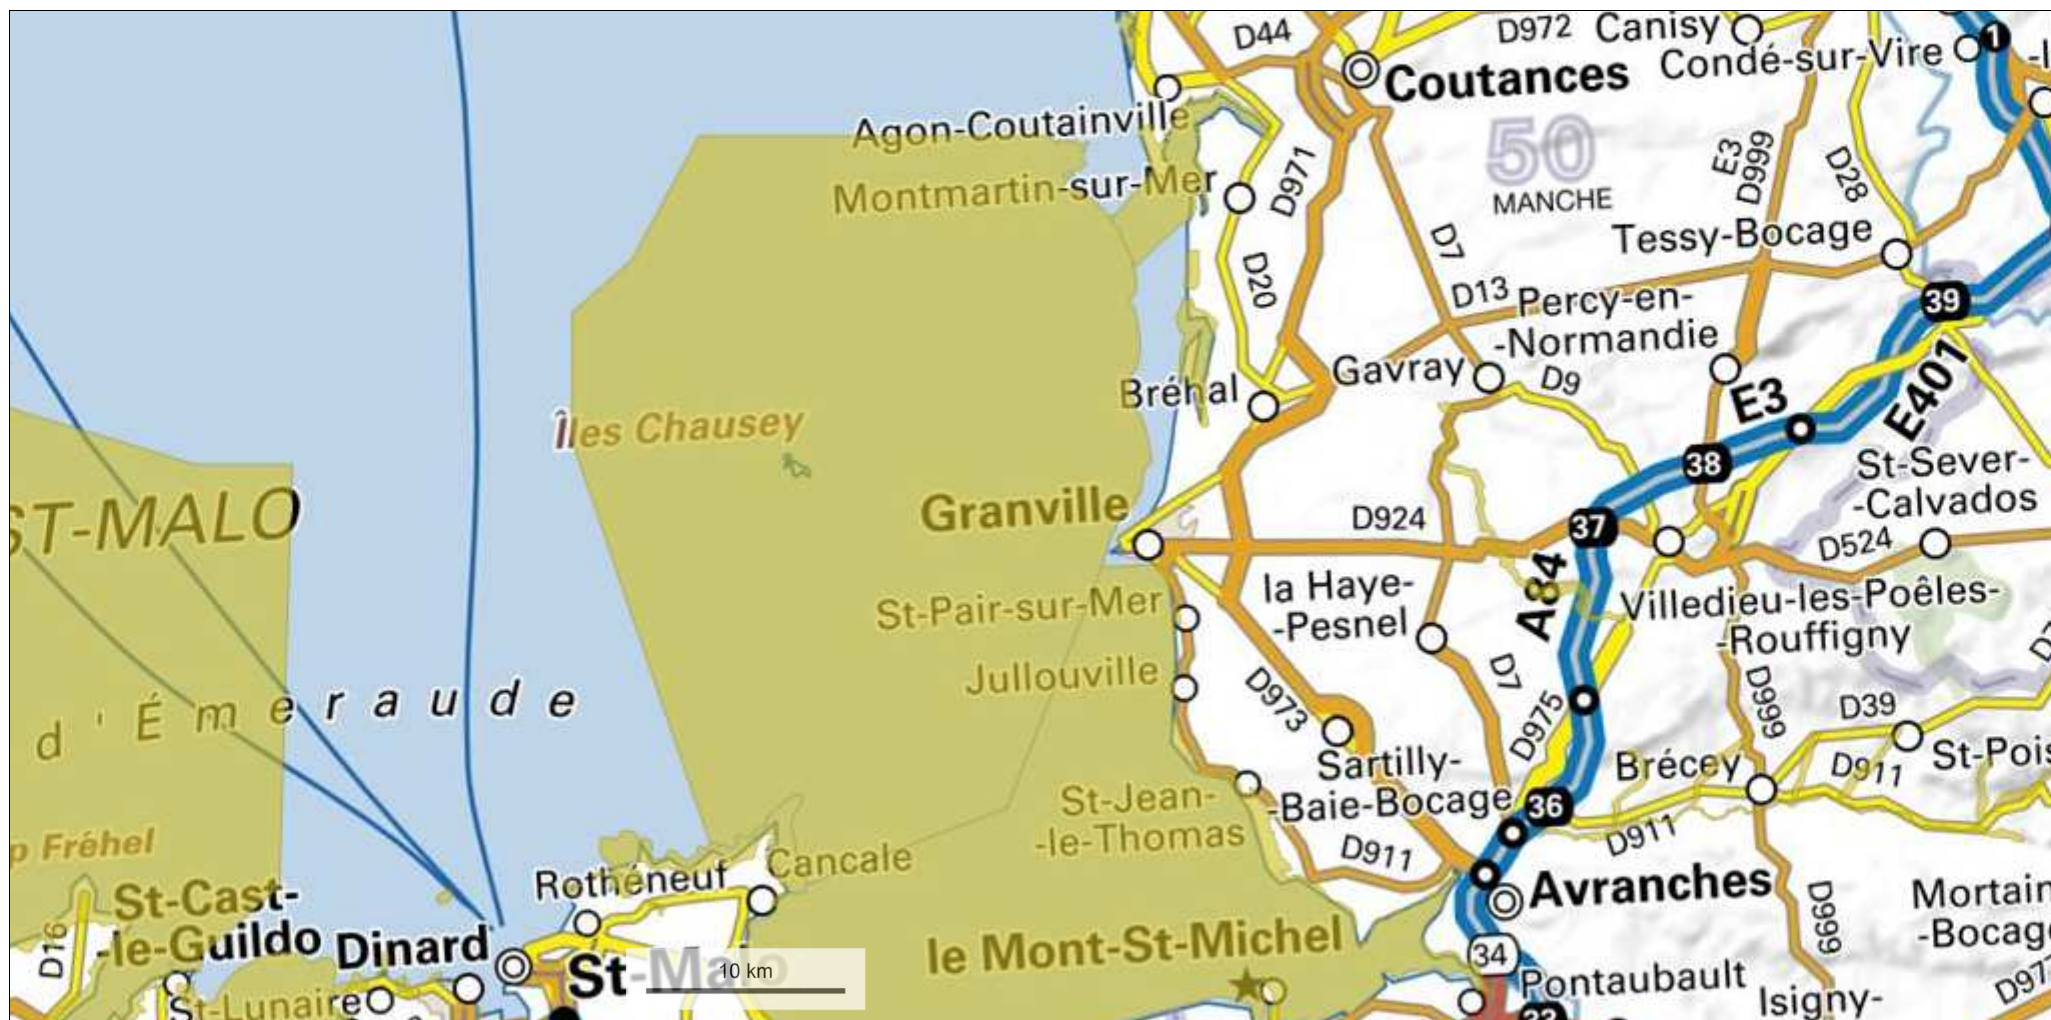 D44
D972
Canisy
1
Condé-sur-Vire
-l
Coutances
Agon-Coutainville
50
MANCHE
E3
D999
D28
D971
Montmartin-sur-Mer
D7
Tessy-Bocage
D20
D13
Percy-en-
-Normandie
39
Gavray
D9
Bréhal
E3
E401
Îles Chausey
38
St-Sever-
-Calvados
ST-MALO
Granville
D924
37
D524
A84
la Haye-
-Pesnel
Villedieu-les-Poêles-
-Rouffigny
St-Pair-sur-Mer
Jullouville
D7
D973
D975
D999
D39
d'Émeraude
Sartilly-
-Baie-Bocage
Brécey
D911
St-Pois
St-Jean-
-le-Thomas
36
D911
D911
p Fréhel
Rothéneuf
Cancale
Avranches
D999
Mortain
-Bocag
St-Cast-
-le-Guildo
D16
Dinard
St-Malo
10 km
le Mont-St-Michel
34
Pontaubault
Isigny-
D977
St-Lunaire
33